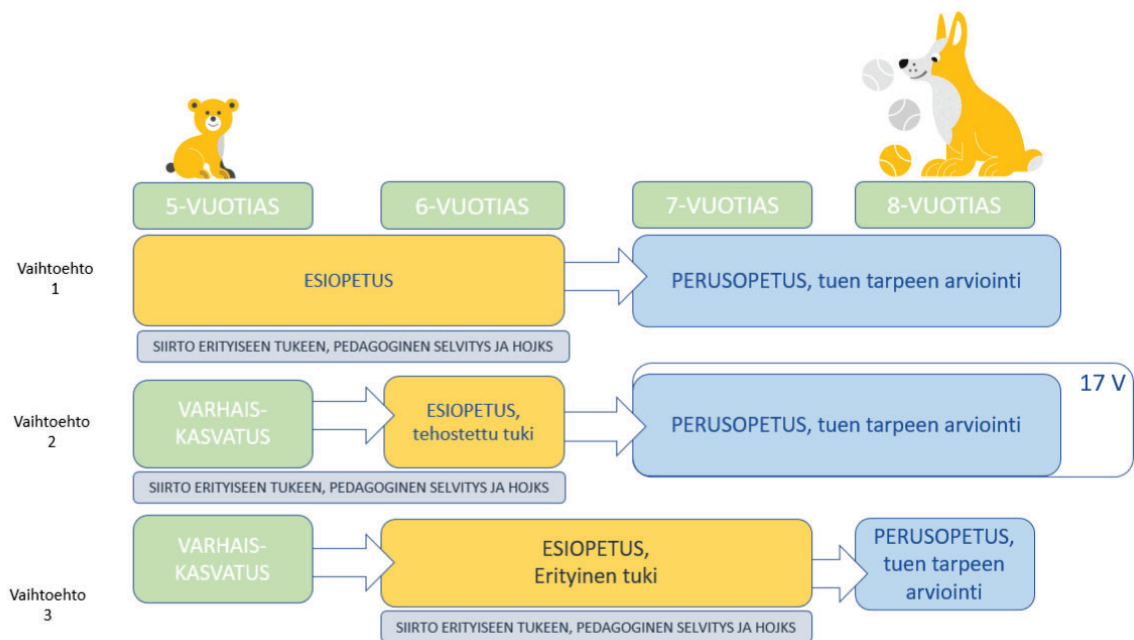 5-VUOTIAS
6-VUOTIAS
7-VUOTIAS
8-VUOTIAS
Vaihtoehto
1
ESIOPETUS
PERUSOPETUS, tuen tarpeen arviointi
SIIRTO ERITYISEEN TUKEEN, PEDAGOGINEN SELVITYS JA HOJKS
Vaihtoehto
2
VARHAIS-
KASVATUS
ESIOPETUS,
tehostettu tuki
PERUSOPETUS, tuen tarpeen arviointi
17 V
SIIRTO ERITYISEEN TUKEEN, PEDAGOGINEN SELVITYS JA HOJKS
Vaihtoehto
3
VARHAIS-
KASVATUS
ESIOPETUS,
Erityinen tuki
PERUSOPETUS,
tuen tarpeen
arviointi
SIIRTO ERITYISEEN TUKEEN, PEDAGOGINEN SELVITYS JA HOJKS